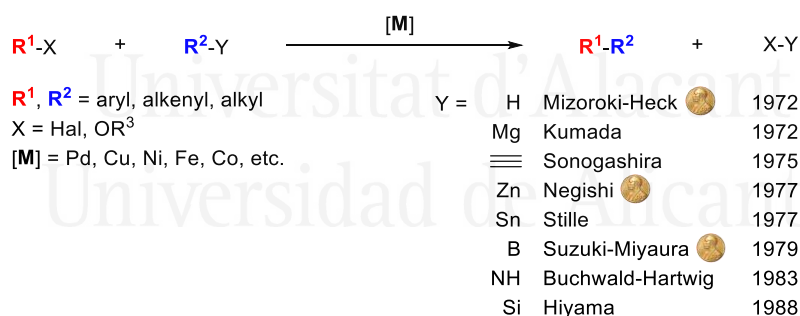 [M]
R¹-X + R²-Y R¹-R² + X-Y
R¹, R² = aryl, alkenyl, alkyl
X = Hal, OR³
[M] = Pd, Cu, Ni, Fe, Co, etc.
Y = H Mizoroki-Heck 1972
Mg Kumada 1972
Sonogashira 1975
Zn Negishi 1977
Sn Stille 1977
B Suzuki-Miyaura 1979
NH Buchwald-Hartwig 1983
Si Hiyama 1988
Universitat d'Alacant
Universidad de Alicante